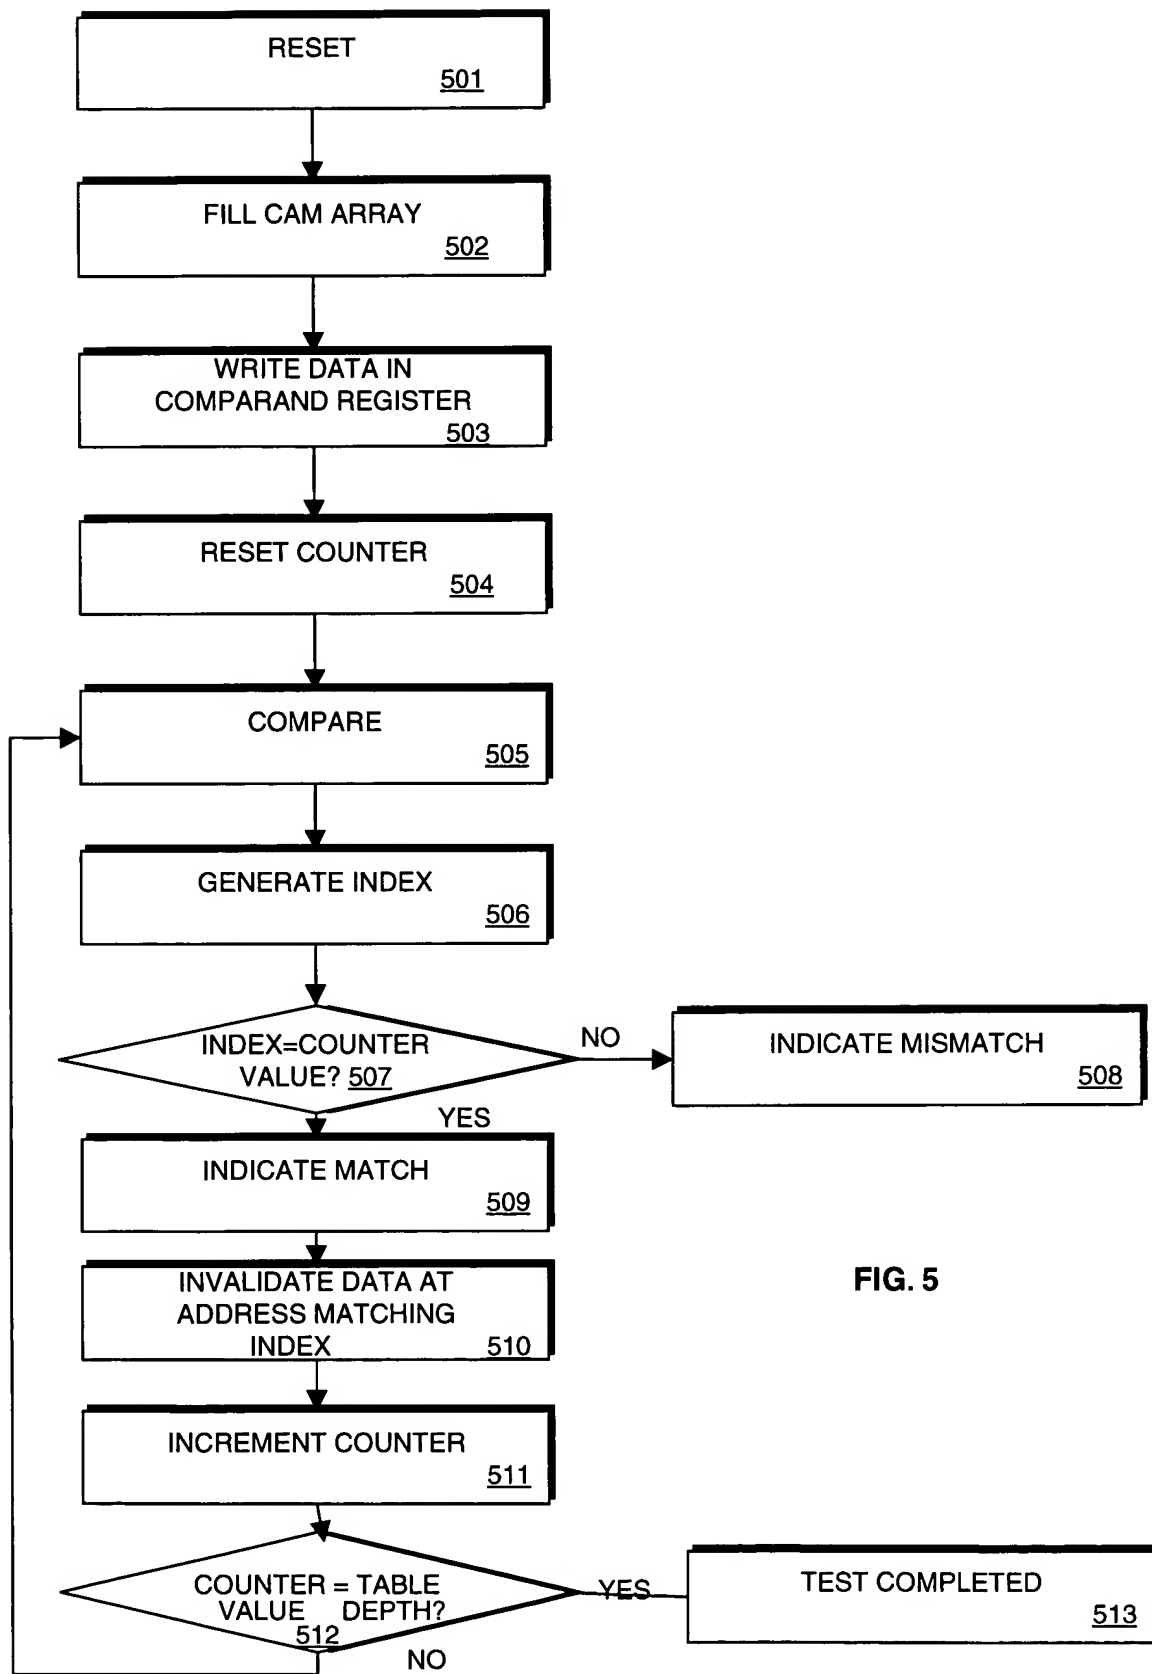 RESET
501
FILL CAM ARRAY
502
WRITE DATA IN
COMPARAND REGISTER
503
RESET COUNTER
504
COMPARE
505
GENERATE INDEX
506
INDEX=COUNTER
VALUE? 507
NO
INDICATE MISMATCH
508
YES
INDICATE MATCH
509
INVALIDATE DATA AT
ADDRESS MATCHING
INDEX 510
FIG. 5
INCREMENT COUNTER
511
COUNTER = TABLE
VALUE DEPTH?
512
YES
TEST COMPLETED
513
NO